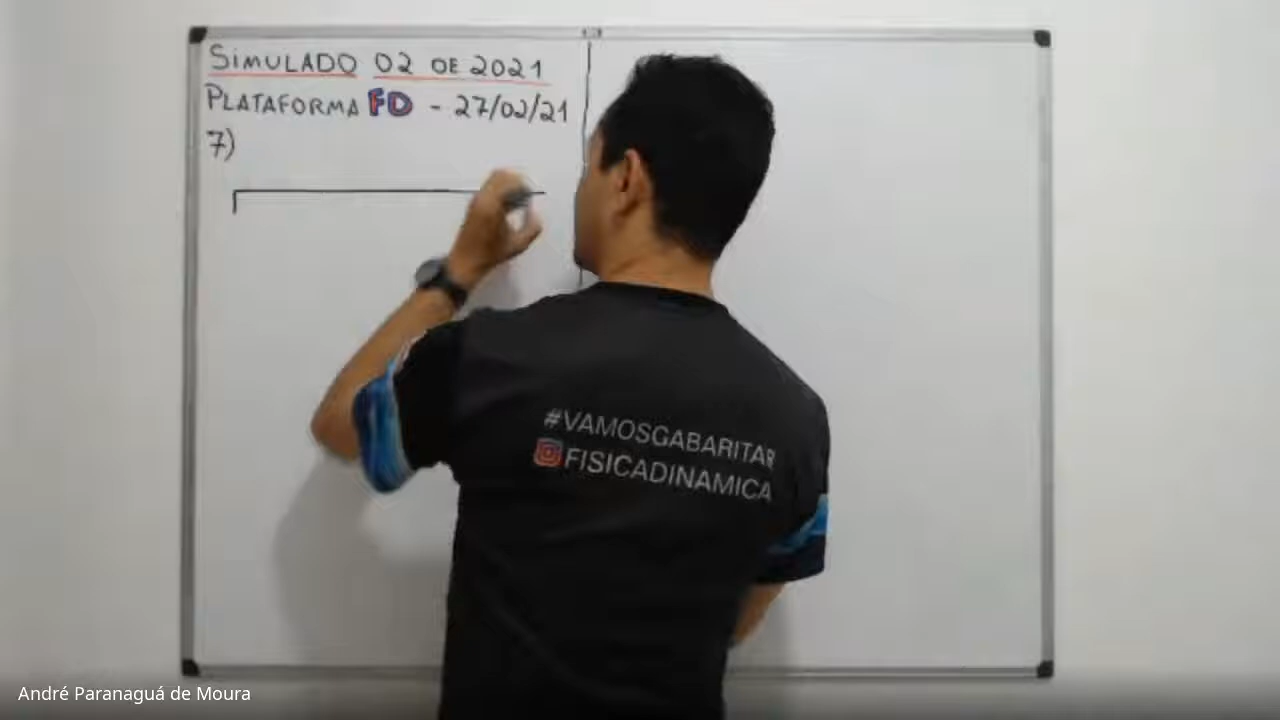 SIMULADO 02 DE 2021
PLATAFORMA FD - 27/02/21
7)
#VAMOSGABARITAR
FISICADINAMICA
André Paranaguá de Moura